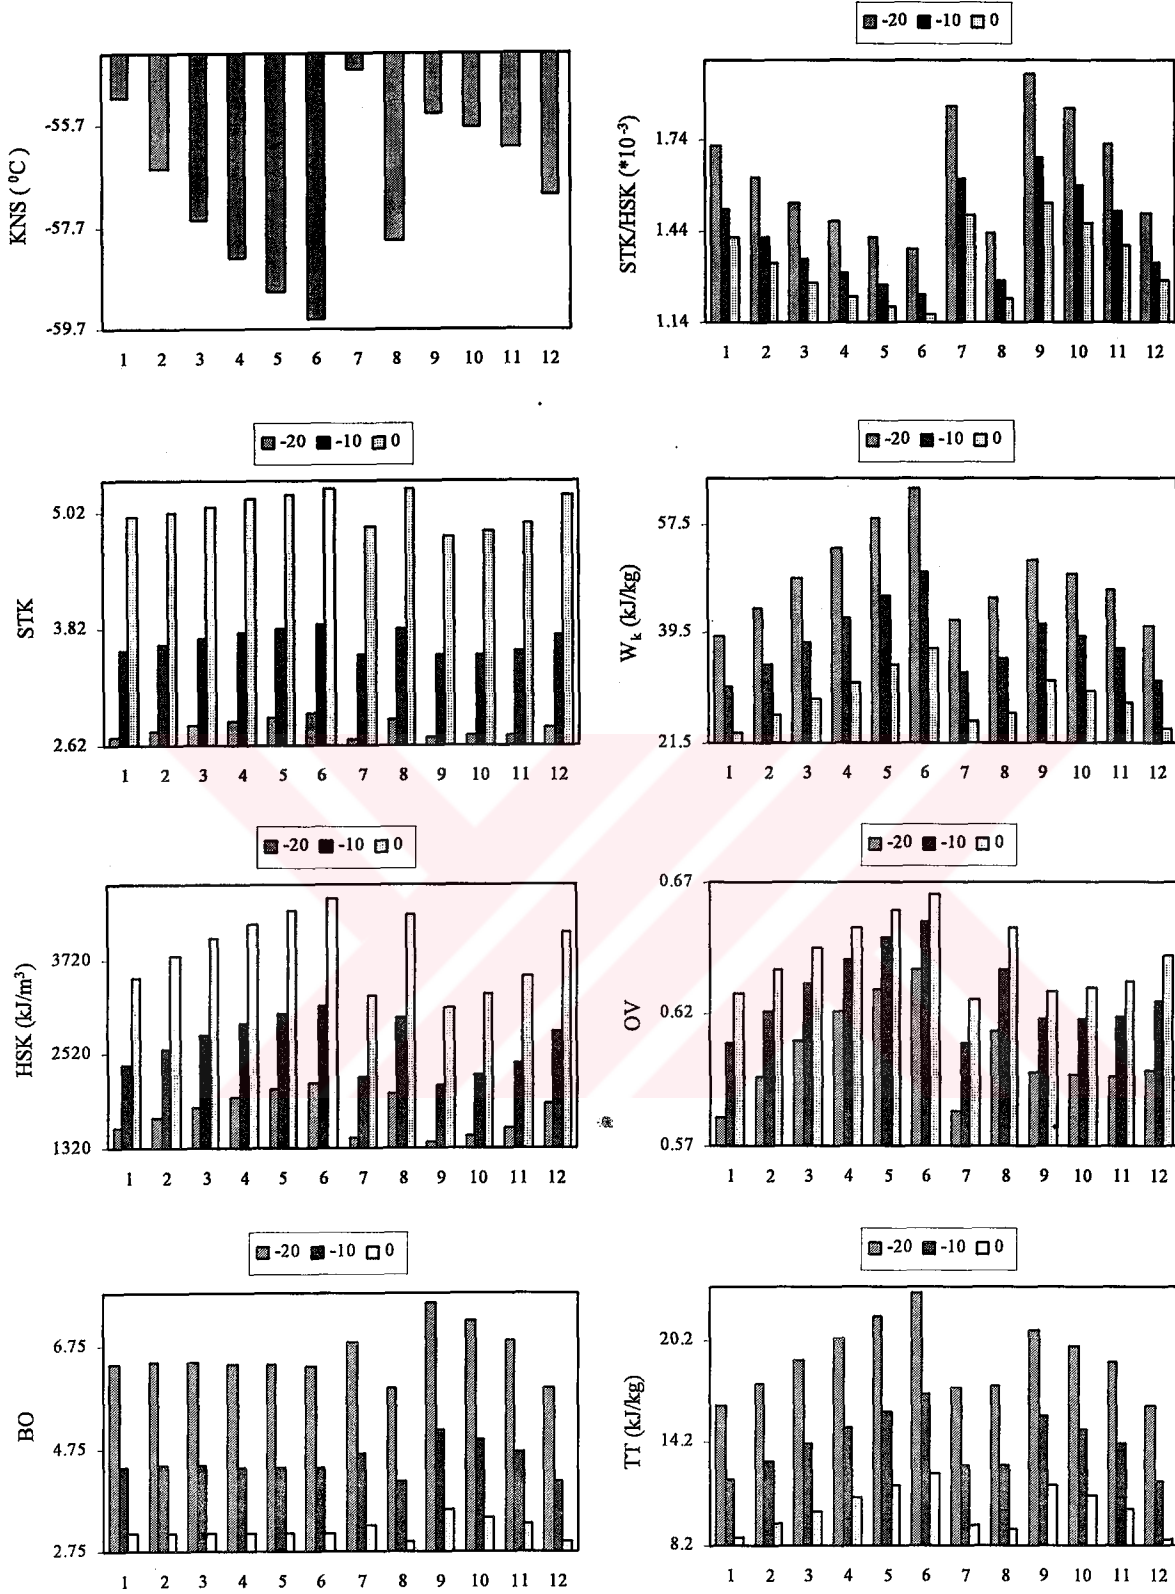 -20 -10 0
KNS ( ⁰C )
-55.7
-57.7
-59.7
1 2 3 4 5 6 7 8 9 10 11 12
STK/HSK (*10⁻³)
1.74
1.44
1.14
1 2 3 4 5 6 7 8 9 10 11 12
-20 -10 0
STK
5.02
3.82
2.62
1 2 3 4 5 6 7 8 9 10 11 12
-20 -10 0
Wk (kJ/kg)
57.5
39.5
21.5
1 2 3 4 5 6 7 8 9 10 11 12
-20 -10 0
HSK (kJ/m³)
3720
2520
1320
1 2 3 4 5 6 7 8 9 10 11 12
-20 -10 0
OV
0.67
0.62
0.57
1 2 3 4 5 6 7 8 9 10 11 12
-20 -10 0
BO
6.75
4.75
2.75
1 2 3 4 5 6 7 8 9 10 11 12
-20 -10 0
TT (kJ/kg)
20.2
14.2
8.2
1 2 3 4 5 6 7 8 9 10 11 12